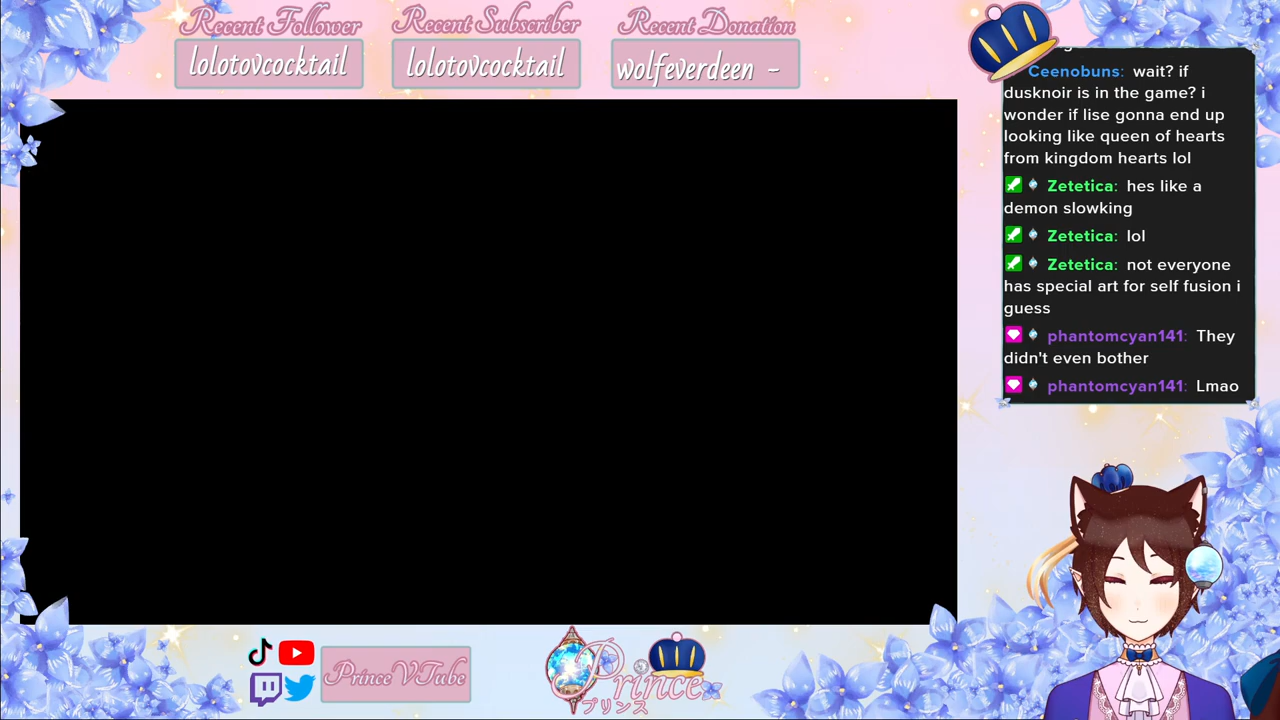 Recent Follower
Recent Subscriber
Recent Donation
lolotovcocktail
lolotovcocktail
wolfeverdeen -
Ceenobuns: wait? if
dusknoir is in the game? i
wonder if lise gonna end up
looking like queen of hearts
from kingdom hearts lol
Zetetica: hes like a
demon slowking
Zetetica: lol
Zetetica: not everyone
has special art for self fusion i
guess
phantomcyan141: They
didn't even bother
phantomcyan141: Lmao
PrinceVTube
Prince
プリンス